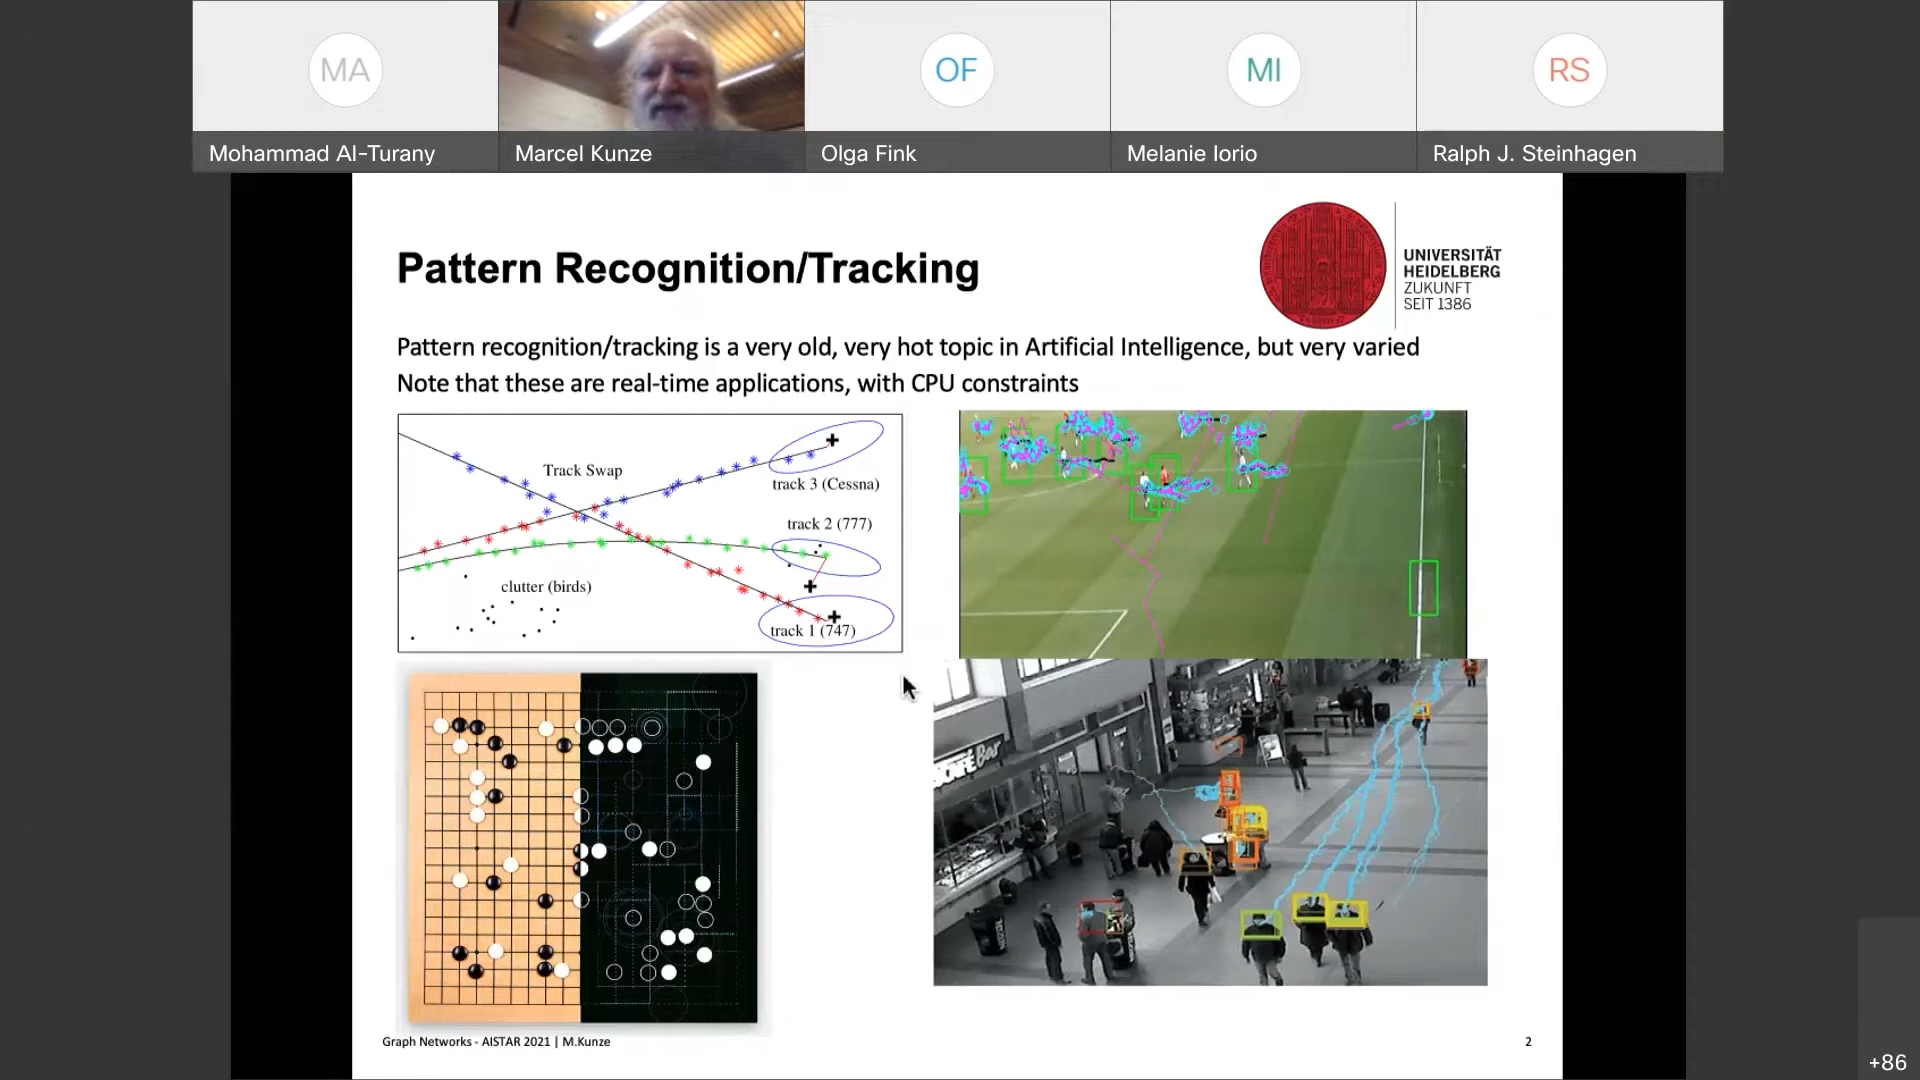 MA
OF
MI
RS
Mohammad Al-Turany
Marcel Kunze
Olga Fink
Melanie Iorio
Ralph J. Steinhagen
Pattern Recognition/Tracking
UNIVERSITÄT
HEIDELBERG
ZUKUNFT
SEIT 1386
Pattern recognition/tracking is a very old, very hot topic in Artificial Intelligence, but very varied
Note that these are real-time applications, with CPU constraints
Track Swap
track 3 (Cessna)
track 2 (777)
clutter (birds)
track 1 (747)
Bar
Graph Networks - AISTAR 2021 | M.Kunze
2
+86